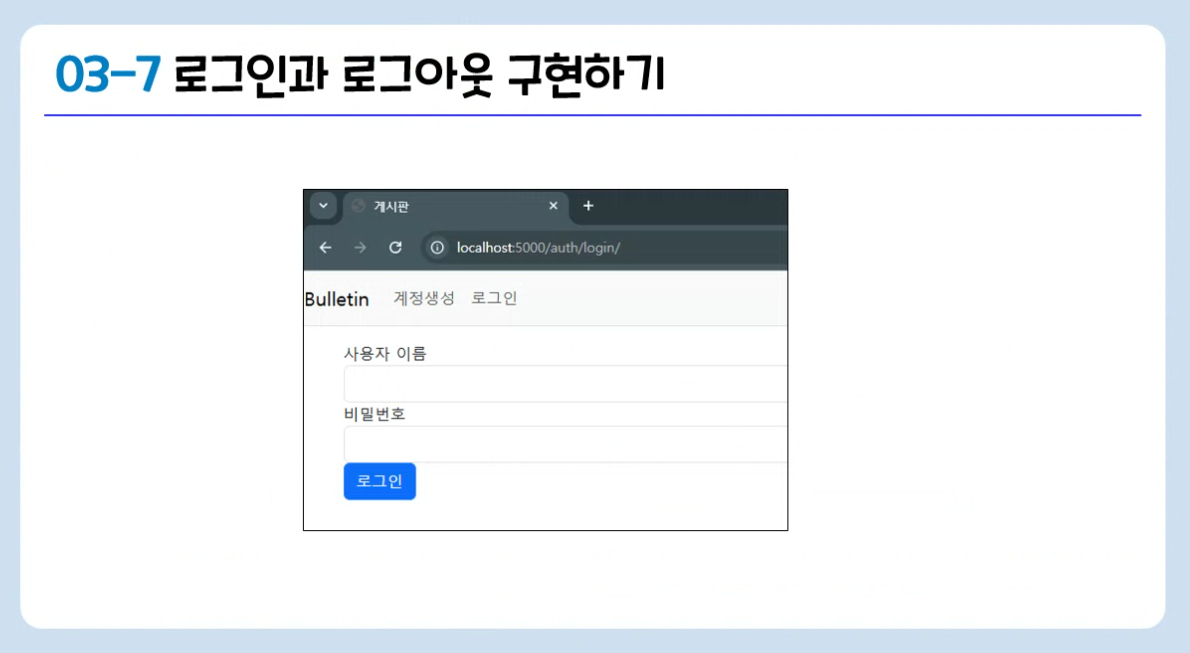 03-7 로그인과 로그아웃 구현하기
게시판
localhost:5000/auth/login/
Bulletin 계정생성 로그인
사용자 이름
비밀번호
로그인